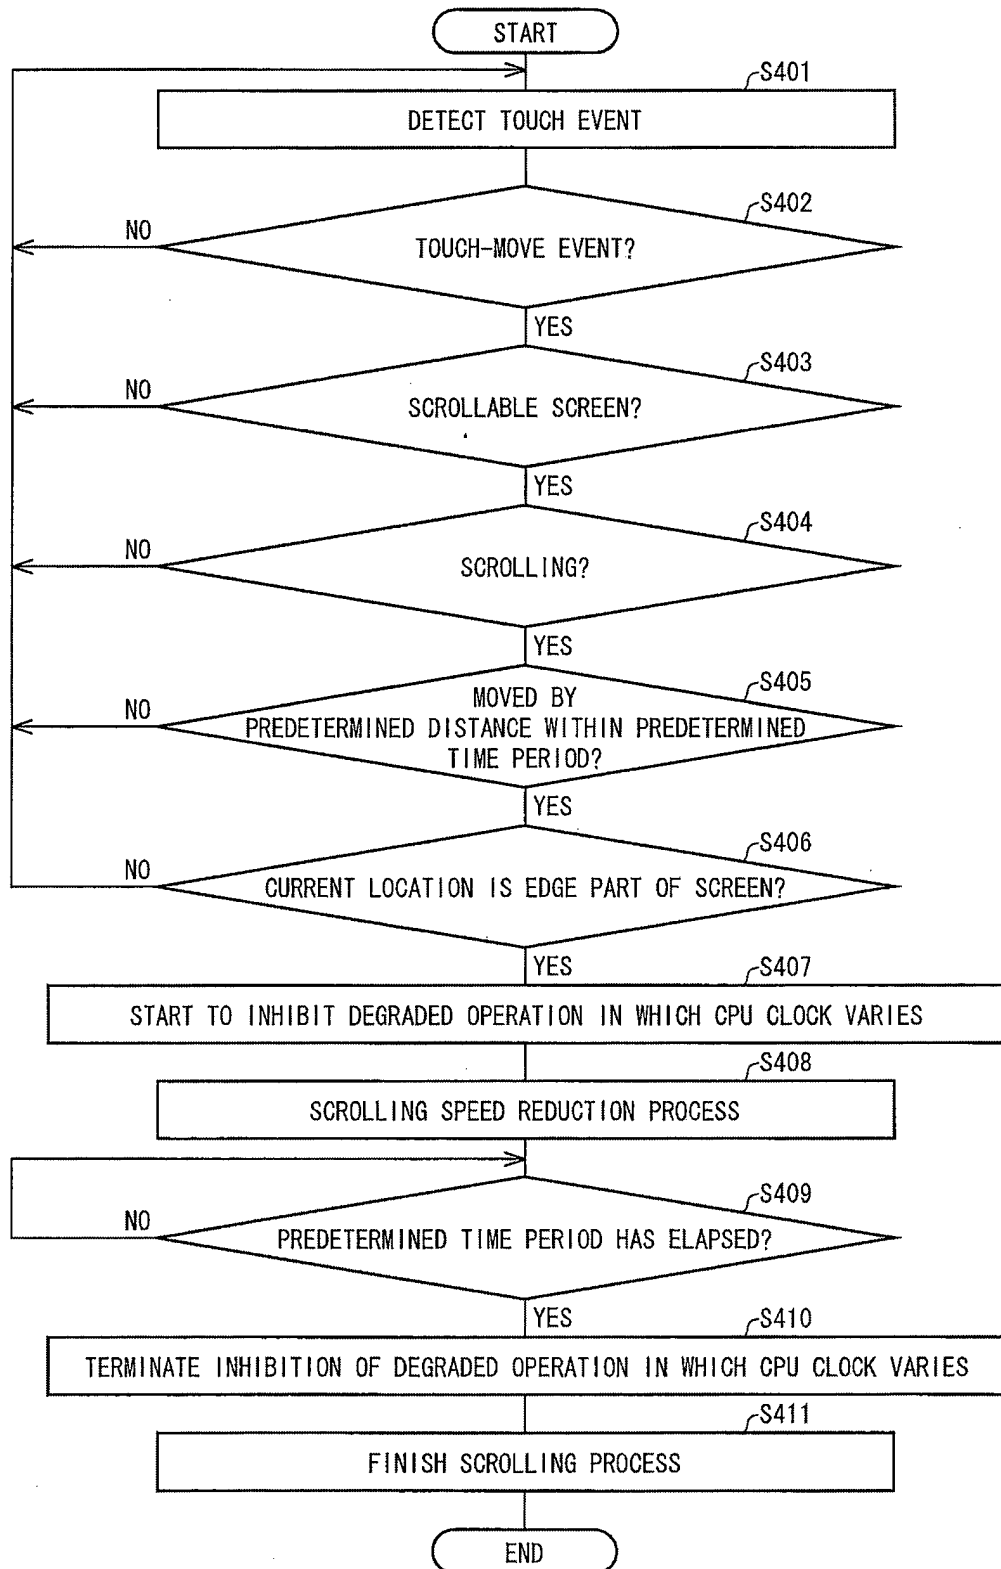 START
S401
DETECT TOUCH EVENT
S402
NO
TOUCH-MOVE EVENT?
YES
S403
NO
SCROLLABLE SCREEN?
YES
S404
NO
SCROLLING?
YES
S405
NO
MOVED BY
PREDETERMINED DISTANCE WITHIN PREDETERMINED
TIME PERIOD?
YES
S406
NO
CURRENT LOCATION IS EDGE PART OF SCREEN?
YES
S407
START TO INHIBIT DEGRADED OPERATION IN WHICH CPU CLOCK VARIES
S408
SCROLLING SPEED REDUCTION PROCESS
S409
NO
PREDETERMINED TIME PERIOD HAS ELAPSED?
YES
S410
TERMINATE INHIBITION OF DEGRADED OPERATION IN WHICH CPU CLOCK VARIES
S411
FINISH SCROLLING PROCESS
END